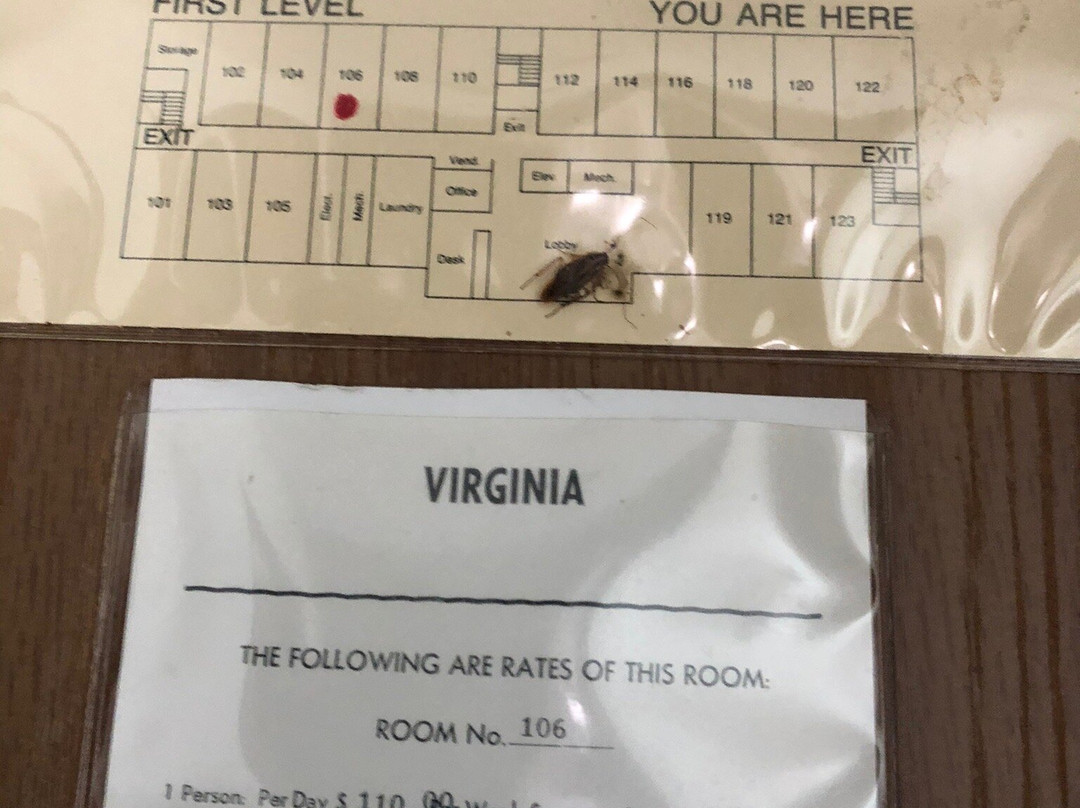 FIRST LEVEL YOU ARE HERE
Storage 102 104 106 108 110 112 114 116 118 120 122
EXIT Exit EXIT
101 103 105 Elect. Mech. Laundry Vend. Office Desk Elev Mech. Lobby 119 121 123
VIRGINIA
THE FOLLOWING ARE RATES OF THIS ROOM:
ROOM No. 106
1 Person: Per Day $ 110 00